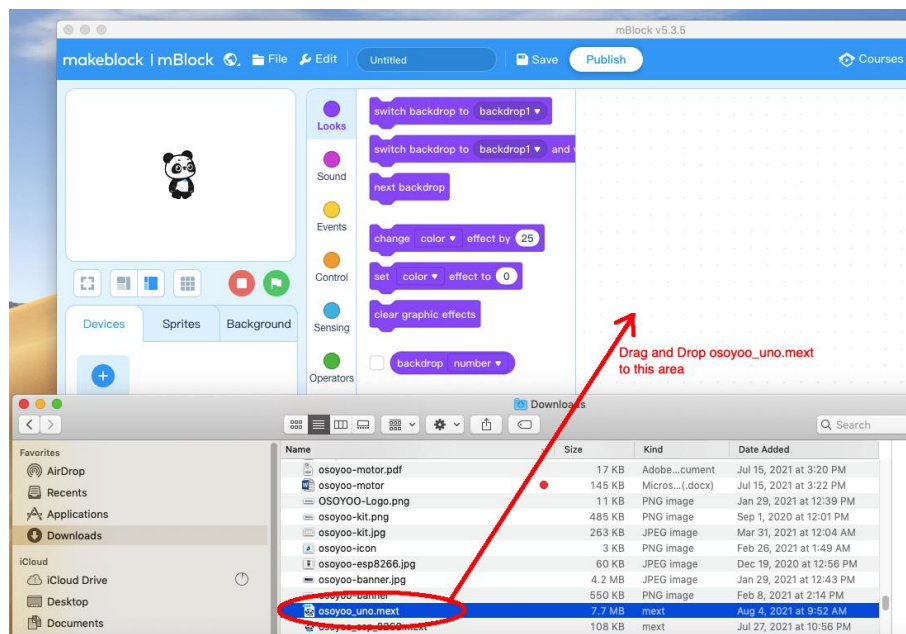 mBlock v5.3.5
makeblock | mBlock File Edit Untitled Save Publish Courses
Looks
Sound
Events
Control
Sensing
Operators
switch backdrop to backdrop1
switch backdrop to backdrop1 and
next backdrop
change color effect by 25
set color effect to 0
clear graphic effects
backdrop number
Devices Sprites Background
Drag and Drop osoyoo_uno.mext
to this area
Downloads
Search
Favorites
AirDrop
Recents
Applications
Downloads
iCloud
iCloud Drive
Desktop
Documents
Name Size Kind Date Added
osoyoo-motor.pdf 17 KB Adobe...cument Jul 15, 2021 at 3:20 PM
osoyoo-motor 145 KB Micros...(.docx) Jul 15, 2021 at 3:22 PM
OSOYOO-Logo.png 11 KB PNG image Jan 29, 2021 at 12:39 PM
osoyoo-kit.png 485 KB PNG image Sep 1, 2020 at 12:01 PM
osoyoo-kit.jpg 263 KB JPEG image Mar 31, 2021 at 12:04 AM
osoyoo-icon 3 KB PNG image Feb 26, 2021 at 1:49 AM
osoyoo-esp8266.jpg 60 KB JPEG image Dec 19, 2020 at 12:56 PM
osoyoo-banner.jpg 4.2 MB JPEG image Jan 29, 2021 at 12:43 PM
osoyoo-banner 550 KB PNG image Feb 8, 2021 at 2:14 PM
osoyoo_uno.mext 7.7 MB mext Aug 4, 2021 at 9:52 AM
osoyoo_esp_8266.mext 108 KB mext Jul 27, 2021 at 10:56 PM